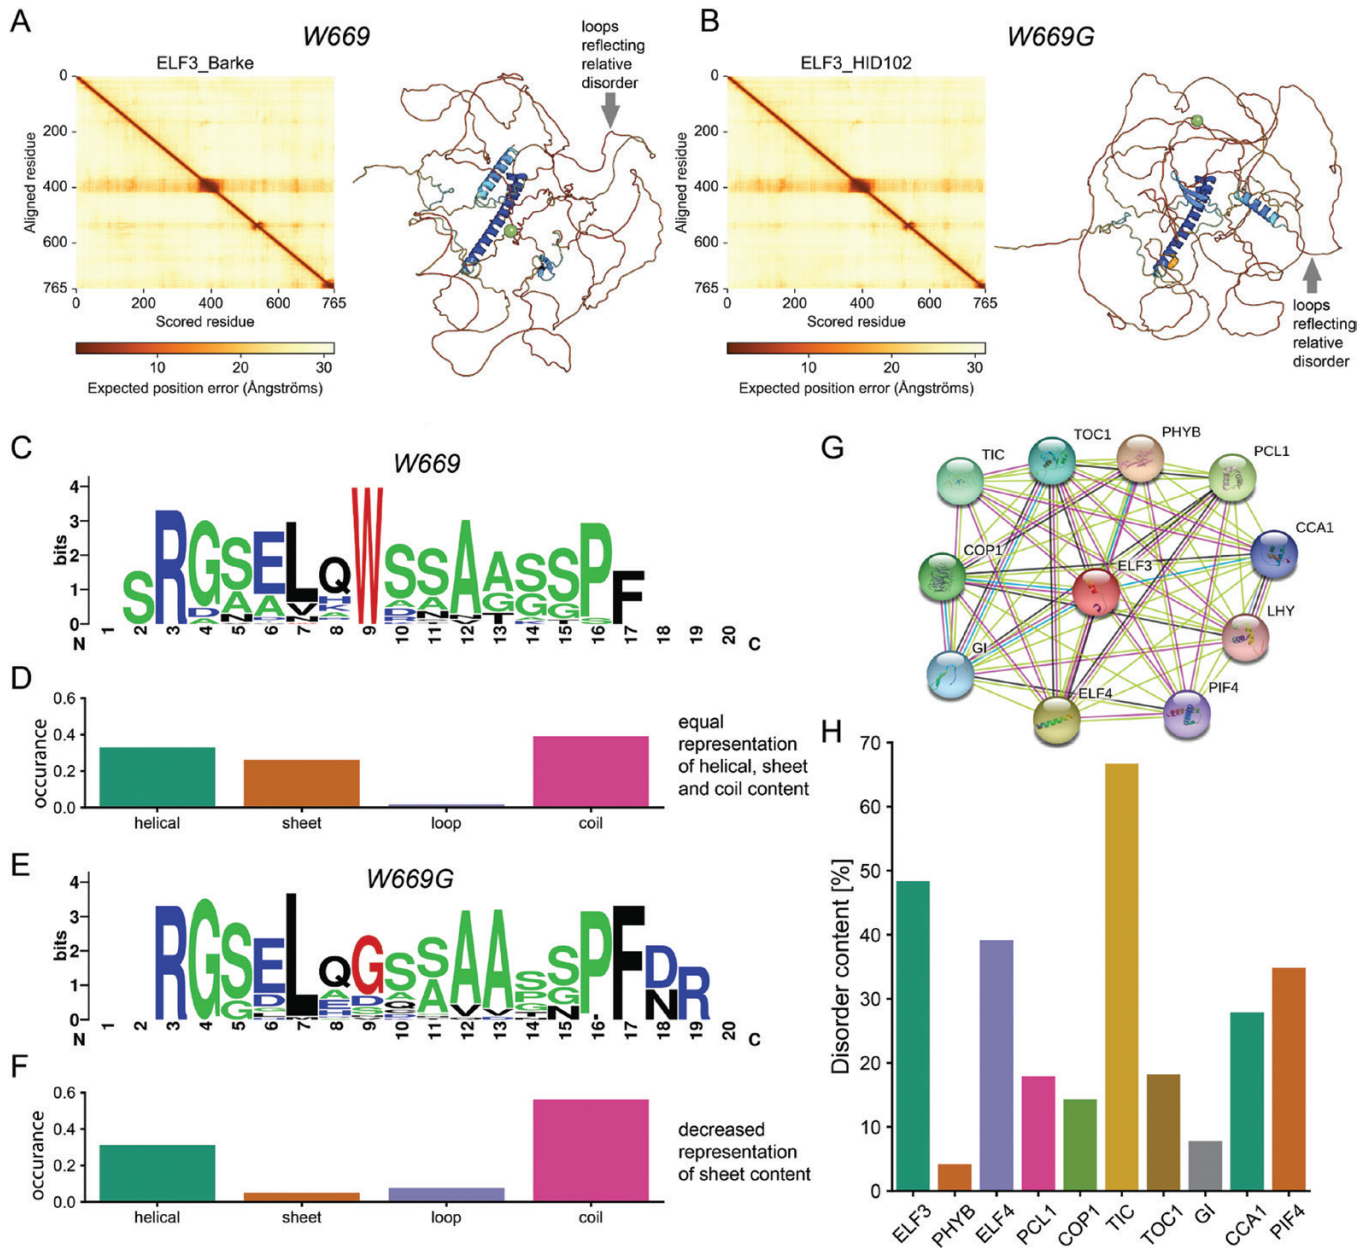 A
W669
ELF3_Barke
0
200
400
600
765
Aligned residue
0
200
400
600
765
Scored residue
10
20
30
Expected position error (Ångströms)
loops
reflecting
relative
disorder
B
W669G
ELF3_HID102
0
200
400
600
765
Aligned residue
0
200
400
600
765
Scored residue
10
20
30
Expected position error (Ångströms)
loops
reflecting
relative
disorder
C
W669
4
3
2
1
0
bits
SRGSELQWSSAASSPF
N 1 2 3 4 5 6 7 8 9 10 11 12 13 14 15 16 17 18 19 20 C
D
0.6
0.4
0.2
0.0
occurance
helical
sheet
loop
coil
equal
representation
of helical, sheet
and coil content
E
W669G
4
3
2
1
0
bits
RGSELQGSSAASSPFDR
N 1 2 3 4 5 6 7 8 9 10 11 12 13 14 15 16 17 18 19 20 C
F
0.6
0.4
0.2
0.0
occurance
helical
sheet
loop
coil
decreased
representation
of sheet content
G
TIC
TOC1
PHYB
PCL1
COP1
ELF3
CCA1
LHY
GI
ELF4
PIF4
H
70
60
50
40
30
20
10
0
Disorder content [%]
ELF3
PHYB
ELF4
PCL1
COP1
TIC
TOC1
GI
CCA1
PIF4